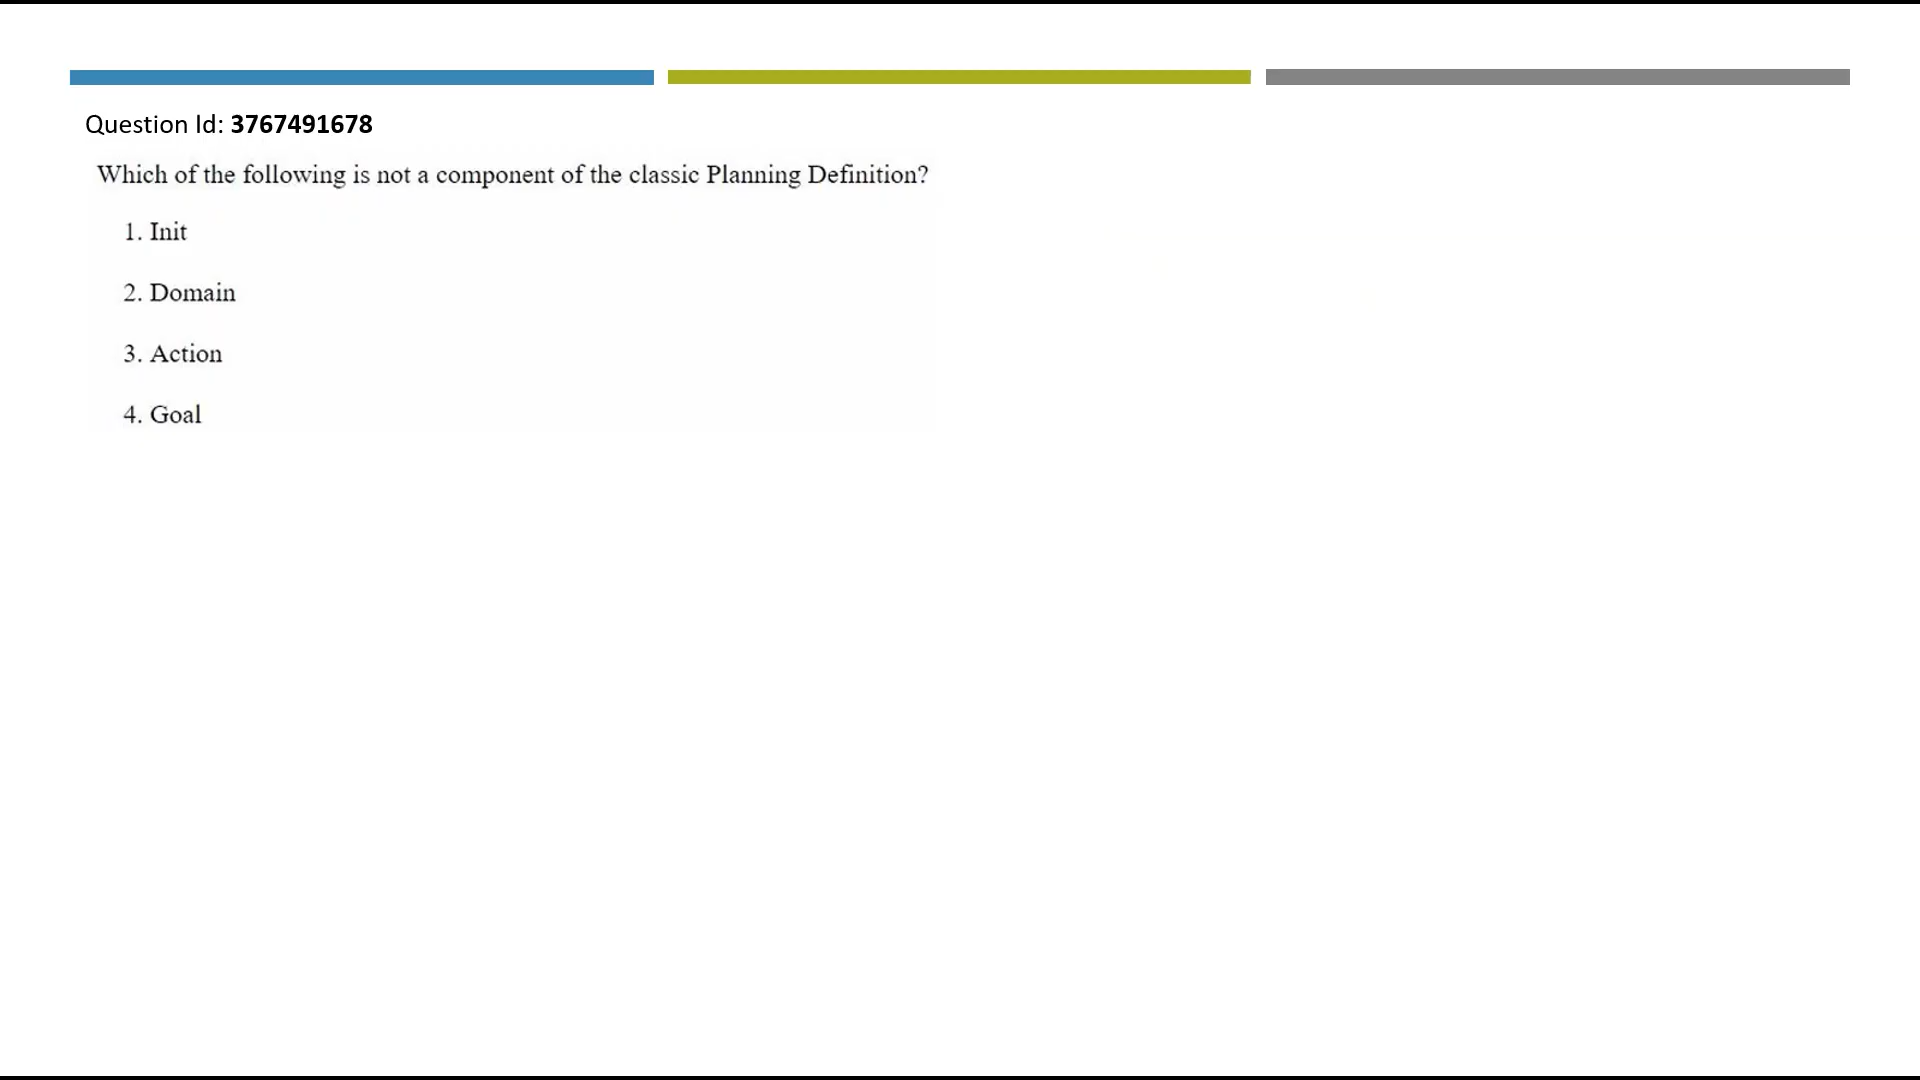 Question Id: 3767491678
Which of the following is not a component of the classic Planning Definition?
1. Init
2. Domain
3. Action
4. Goal